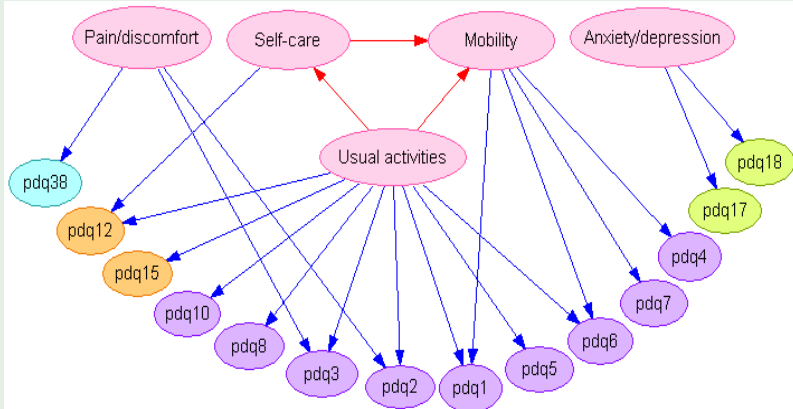 Pain/discomfort
Self-care
Mobility
Anxiety/depression
Usual activities
pdq38
pdq18
pdq12
pdq17
pdq15
pdq4
pdq10
pdq7
pdq8
pdq6
pdq3
pdq5
pdq2
pdq1